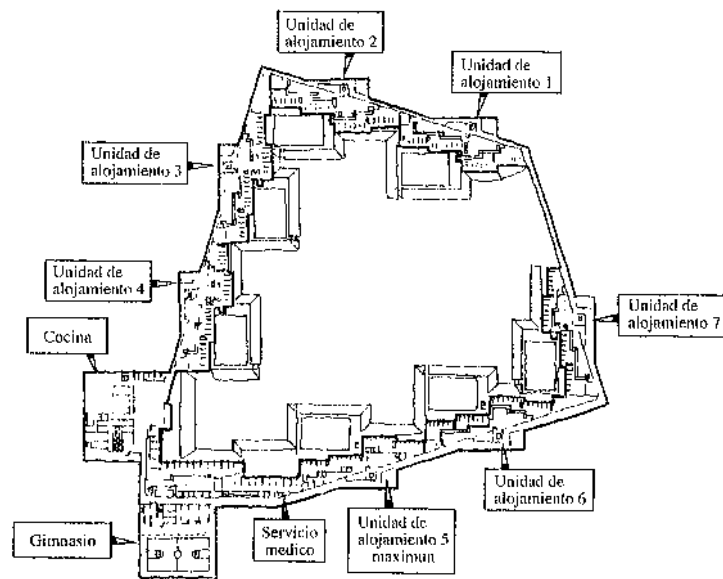 Unidad de
alojamiento 2
Unidad de
alojamiento 1
Unidad de
alojamiento 3
Unidad de
alojamiento 4
Unidad de
alojamiento 7
Cocina
Unidad de
alojamiento 6
Gimnasio
Servicio
medico
Unidad de
alojamiento 5
maximun